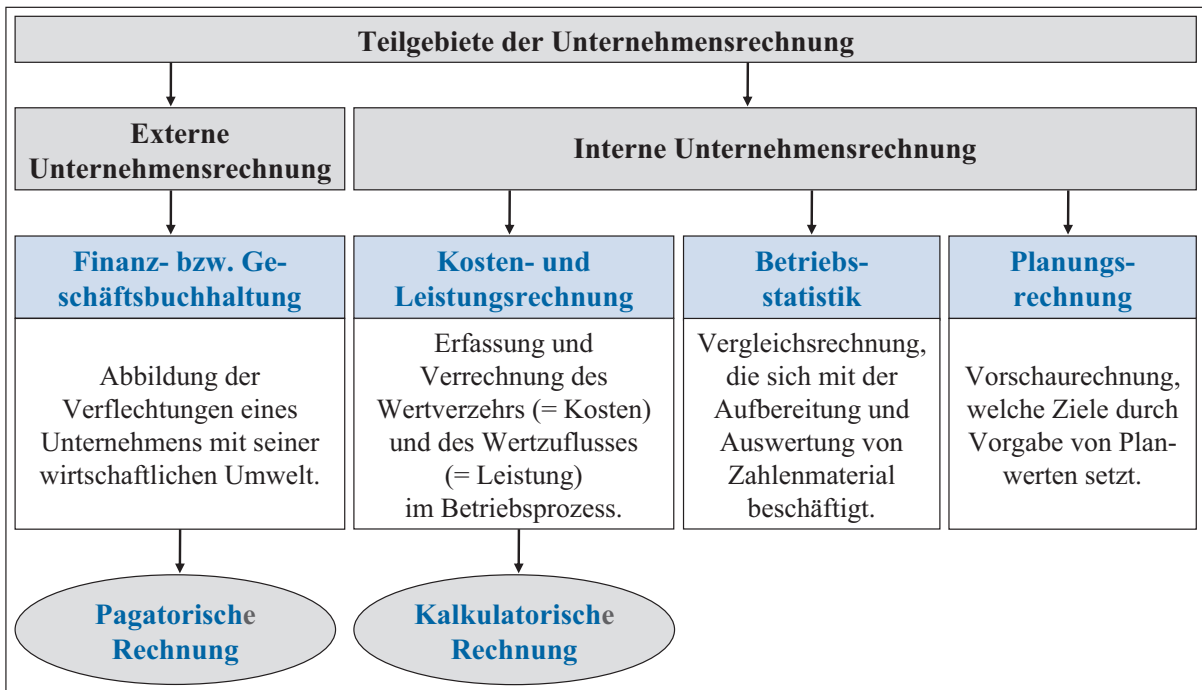 Teilgebiete der Unternehmensrechnung
Externe
Unternehmensrechnung
Interne Unternehmensrechnung
Finanz- bzw. Ge-
schäftsbuchhaltung
Abbildung der
Verflechtungen eines
Unternehmens mit seiner
wirtschaftlichen Umwelt.
Pagatorische
Rechnung
Kosten- und
Leistungsrechnung
Erfassung und
Verrechnung des
Wertverzehrs (= Kosten)
und des Wertzuflusses
(= Leistung)
im Betriebsprozess.
Kalkulatorische
Rechnung
Betriebs-
statistik
Vergleichsrechnung,
die sich mit der
Aufbereitung und
Auswertung von
Zahlenmaterial
beschäftigt.
Planungs-
rechnung
Vorschaurechnung,
welche Ziele durch
Vorgabe von Plan-
werten setzt.